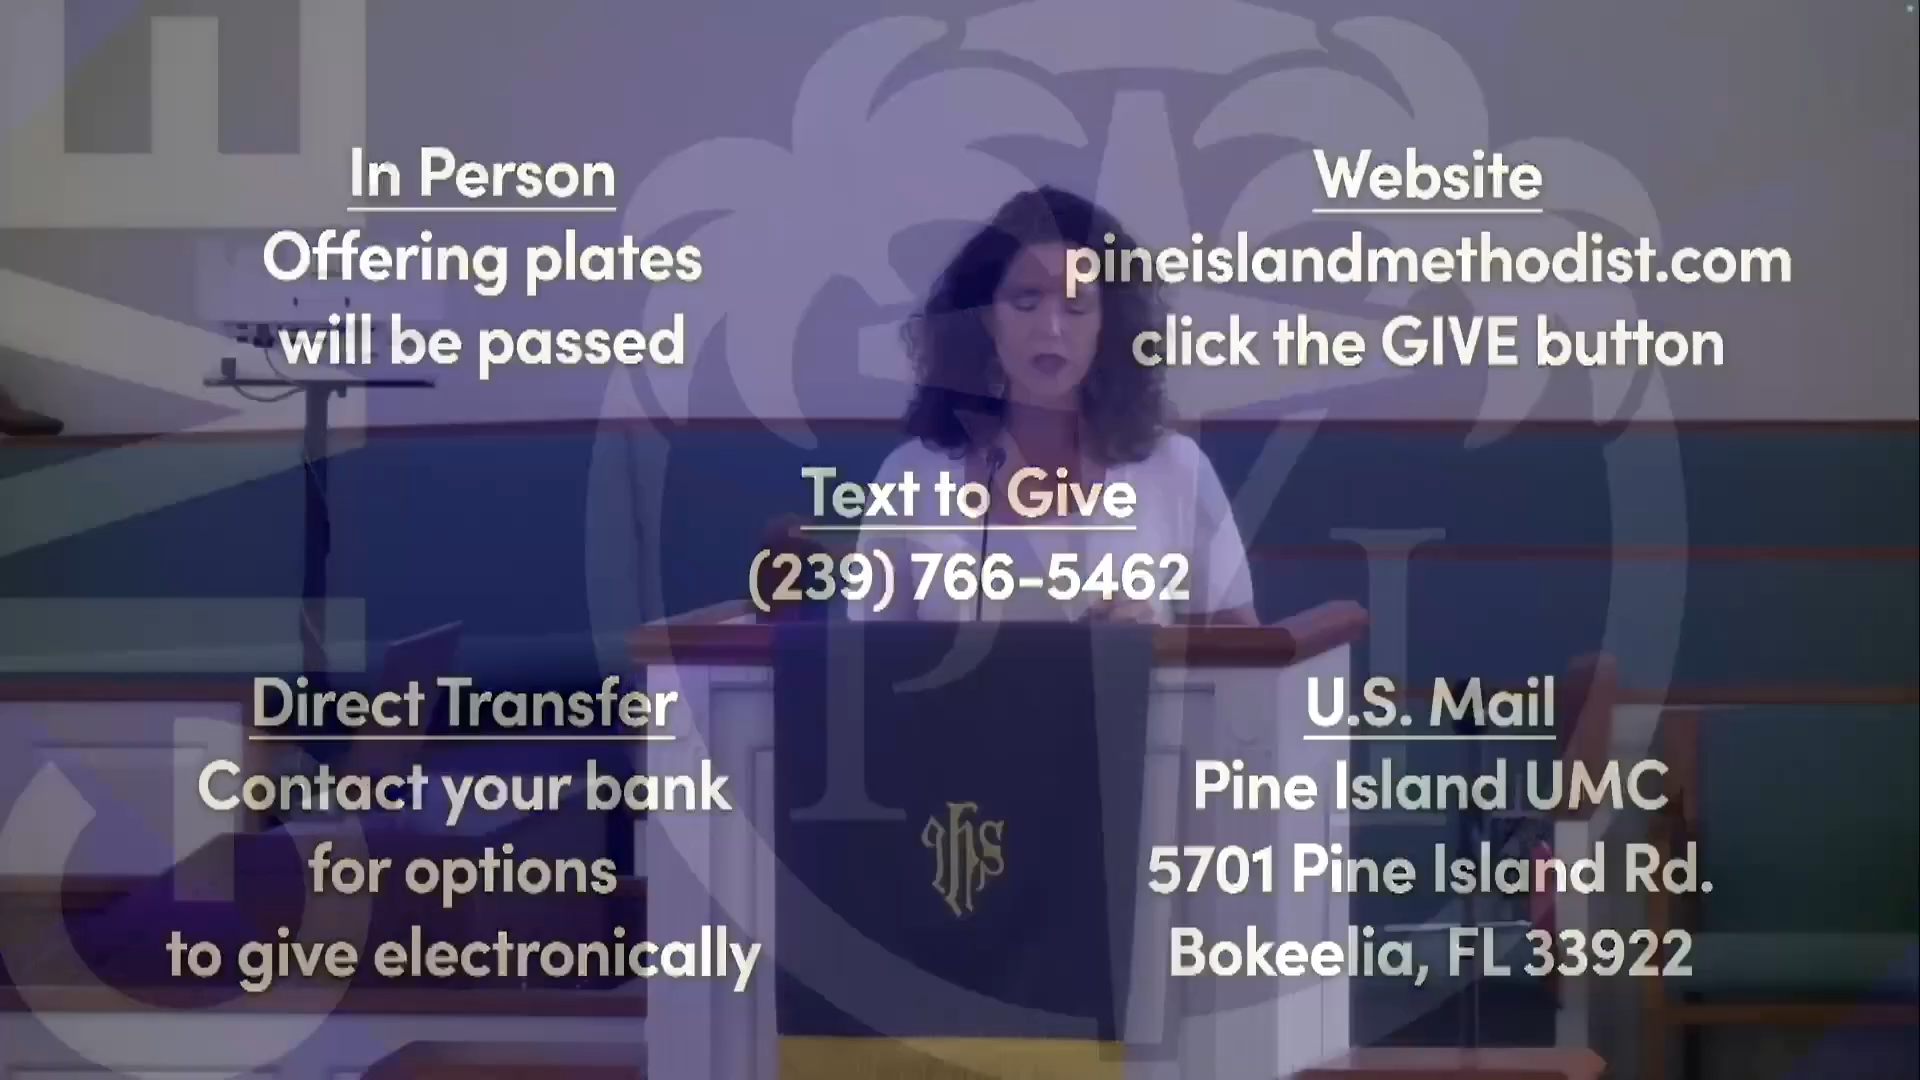 In Person
Offering plates
will be passed
Website
pineislandmethodist.com
click the GIVE button
Text to Give
(239) 766-5462
Direct Transfer
Contact your bank
for options
to give electronically
U.S. Mail
Pine Island UMC
5701 Pine Island Rd.
Bokeelia, FL 33922
PI
IHS